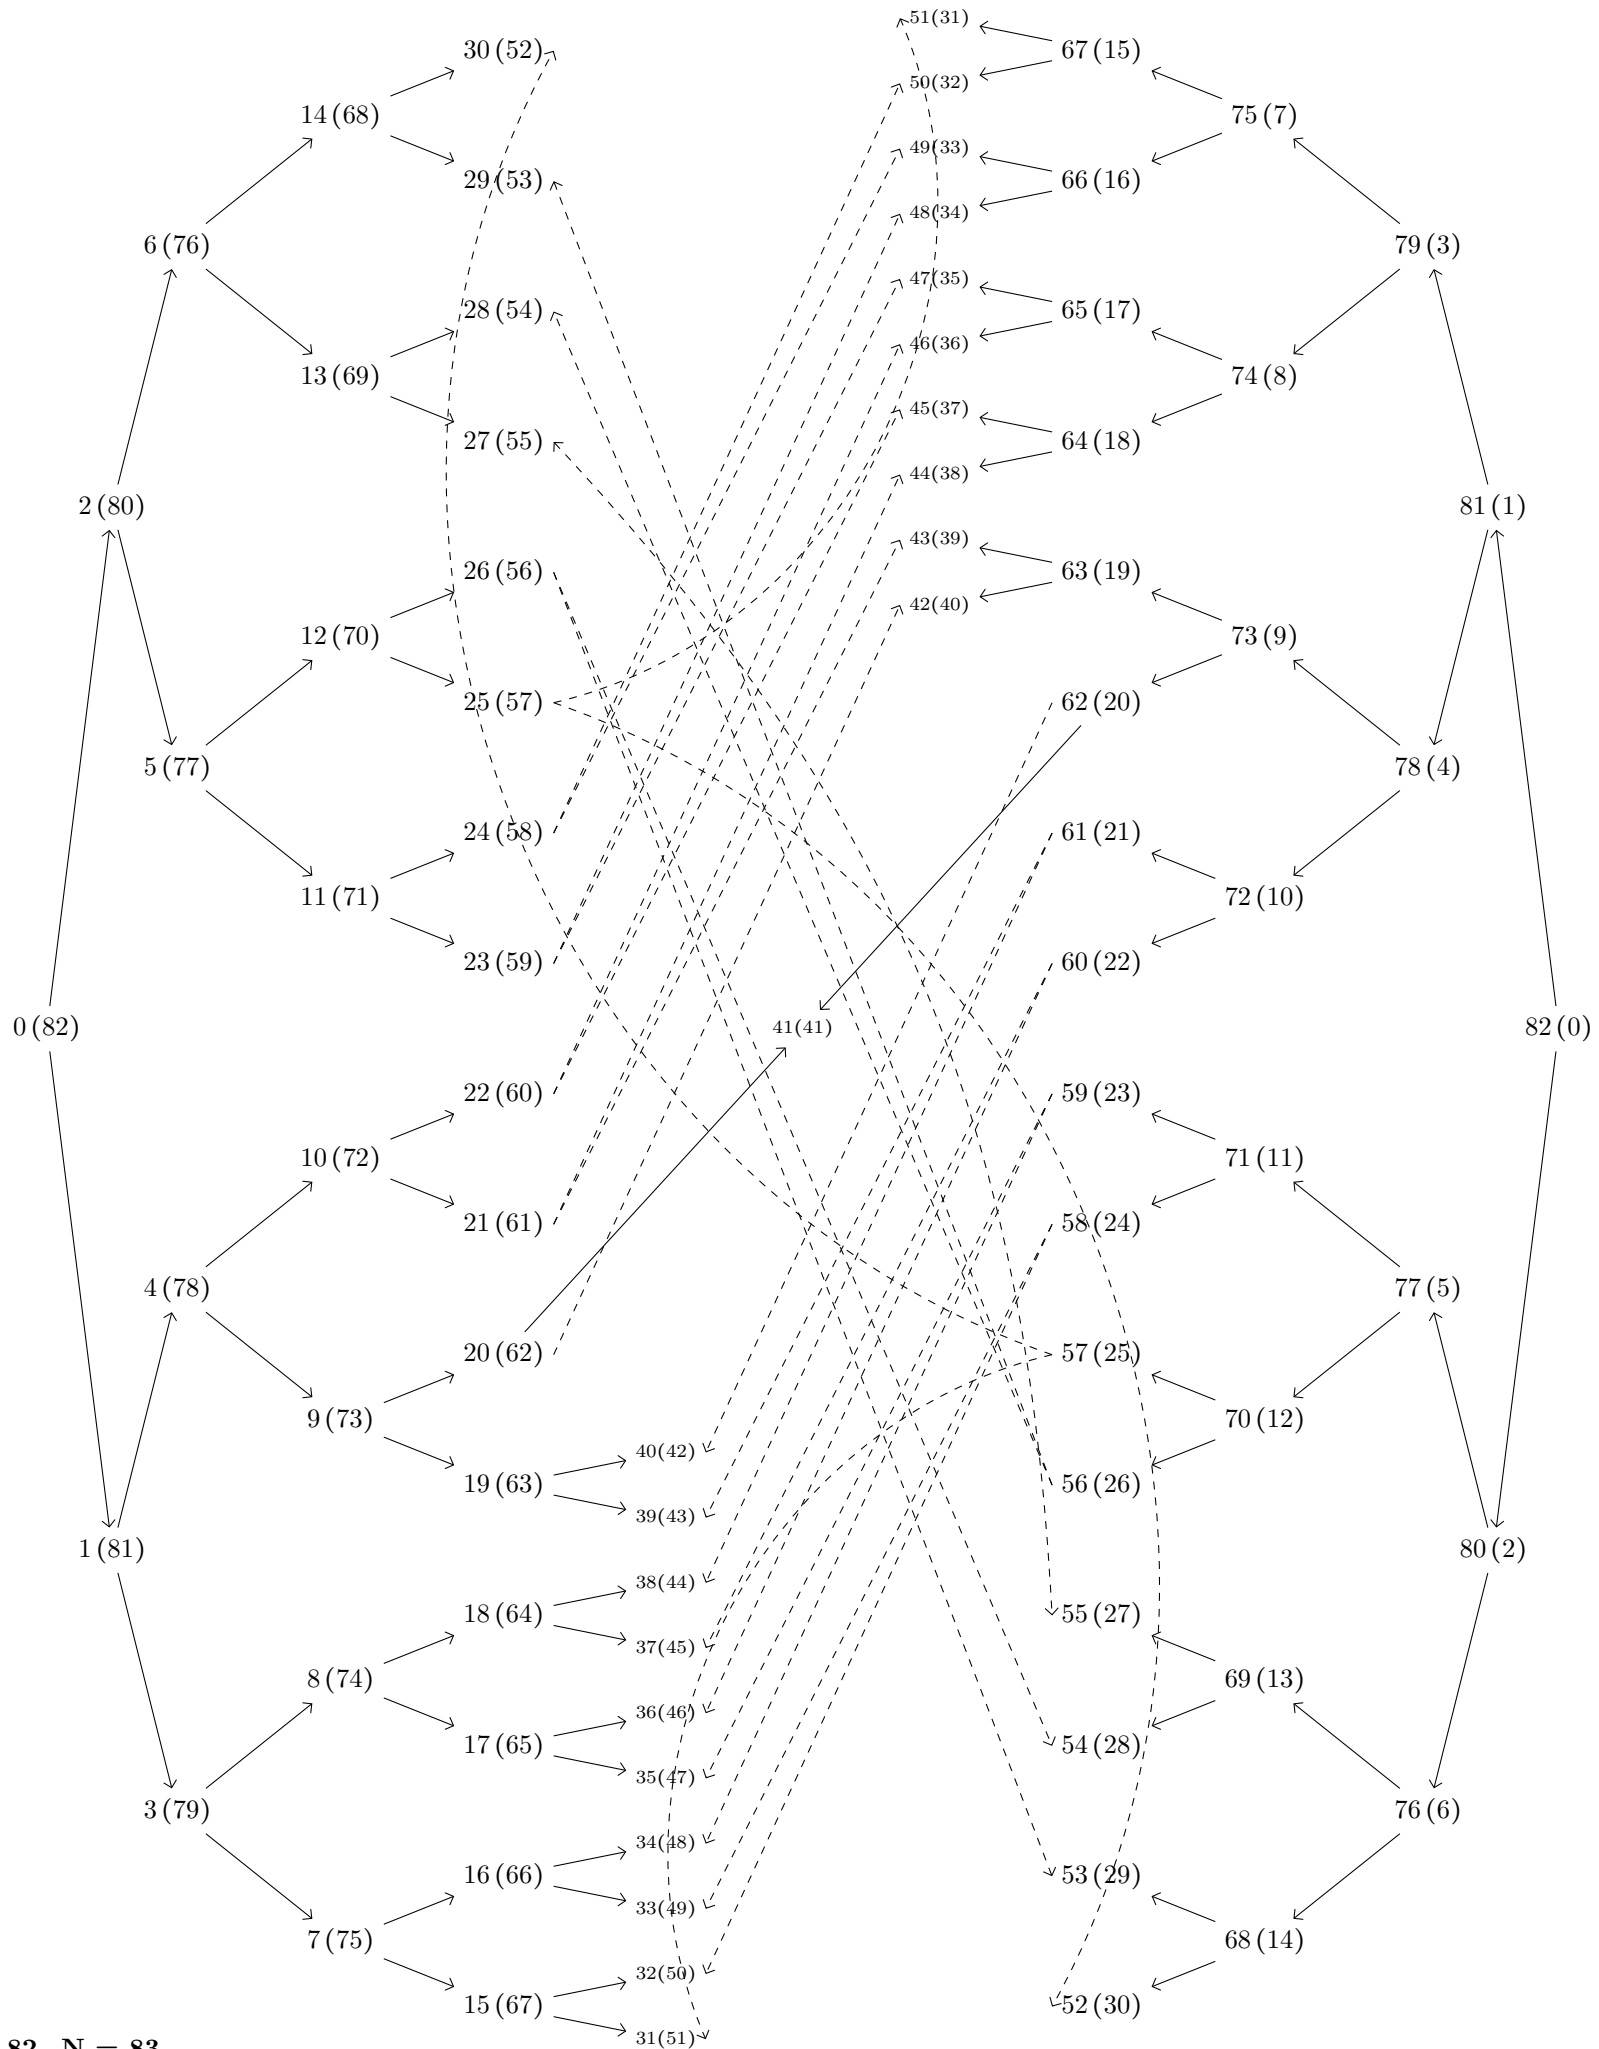 51(31)
30 (52) 67 (15)
50(32)
14 (68) 75 (7)
49(33)
29 (53) 66 (16)
48(34)
6 (76) 79 (3)
47(35)
28 (54) 65 (17)
46(36)
13 (69) 74 (8)
45(37)
27 (55) 64 (18)
44(38)
2 (80) 81 (1)
43(39)
26 (56) 63 (19)
42(40)
12 (70) 73 (9)
25 (57) 62 (20)
5 (77) 78 (4)
24 (58) 61 (21)
11 (71) 72 (10)
23 (59) 60 (22)
0 (82) 41(41) 82 (0)
22 (60) 59 (23)
10 (72) 71 (11)
21 (61) 58 (24)
4 (78) 77 (5)
20 (62) 57 (25)
9 (73) 70 (12)
40(42)
19 (63) 56 (26)
39(43)
1 (81) 80 (2)
38(44)
18 (64) 55 (27)
37(45)
8 (74) 69 (13)
36(46)
17 (65) 54 (28)
35(47)
3 (79) 76 (6)
34(48)
16 (66) 53 (29)
33(49)
7 (75) 68 (14)
32(50)
15 (67) 52 (30)
31(51)
82 N = 83